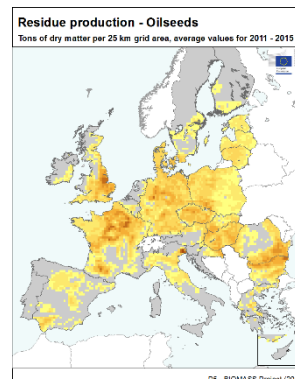 Residue production - Oilseeds
Tons of dry matter per 25 km grid area, average values for 2011 - 2015